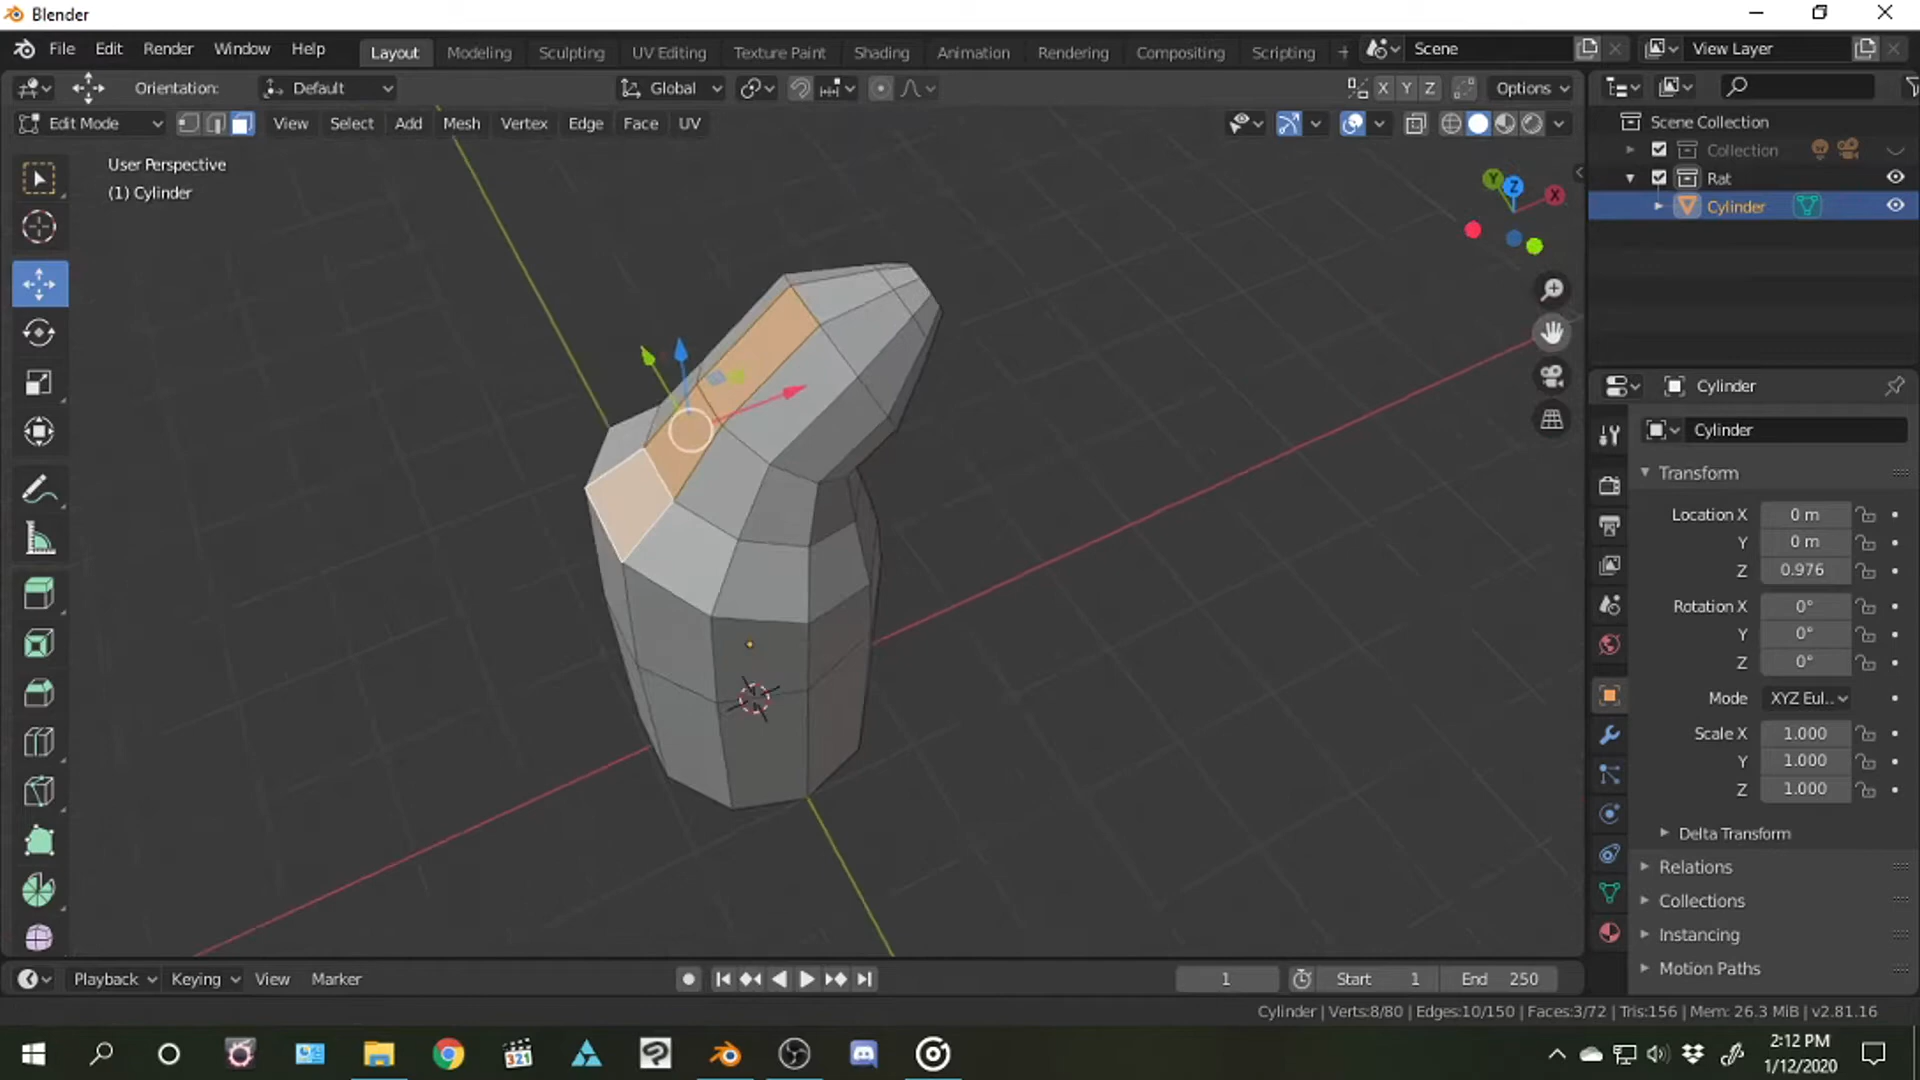 Blender
File Edit Render Window Help Layout Modeling Sculpting UV Editing Texture Paint Shading Animation Rendering Compositing Scripting + Scene View Layer
Orientation: Default Global X Y Z Options
Edit Mode View Select Add Mesh Vertex Edge Face UV
User Perspective
(1) Cylinder
Y Z X
Scene Collection
Collection
Rat
Cylinder
Cylinder
Cylinder
Transform
Location X 0 m
Y 0 m
Z 0.976
Rotation X 0°
Y 0°
Z 0°
Mode XYZ Eul..
Scale X 1.000
Y 1.000
Z 1.000
Delta Transform
Relations
Collections
Instancing
Motion Paths
Playback Keying View Marker 1 Start 1 End 250
Cylinder | Verts:8/80 | Edges:10/150 | Faces:3/72 | Tris:156 | Mem: 26.3 MiB | v2.81.16
321
2:12 PM
1/12/2020